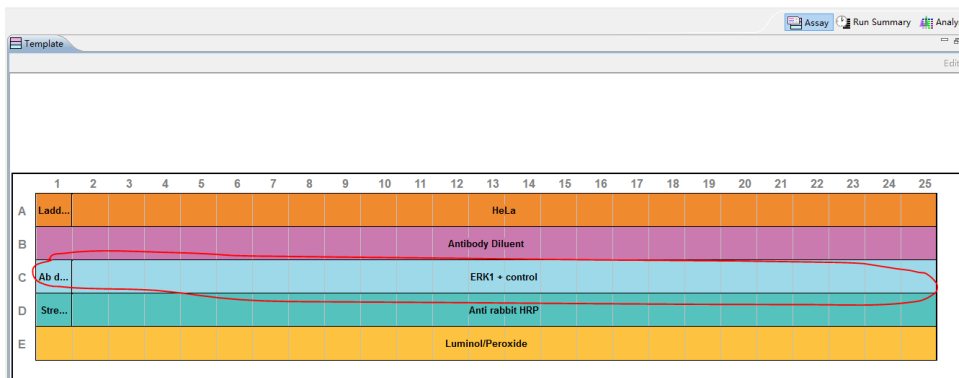 Assay Run Summary Analy
Template
Edit
1 2 3 4 5 6 7 8 9 10 11 12 13 14 15 16 17 18 19 20 21 22 23 24 25
A Ladd... HeLa
B Antibody Diluent
C Ab d... ERK1 + control
D Stre... Anti rabbit HRP
E Luminol/Peroxide